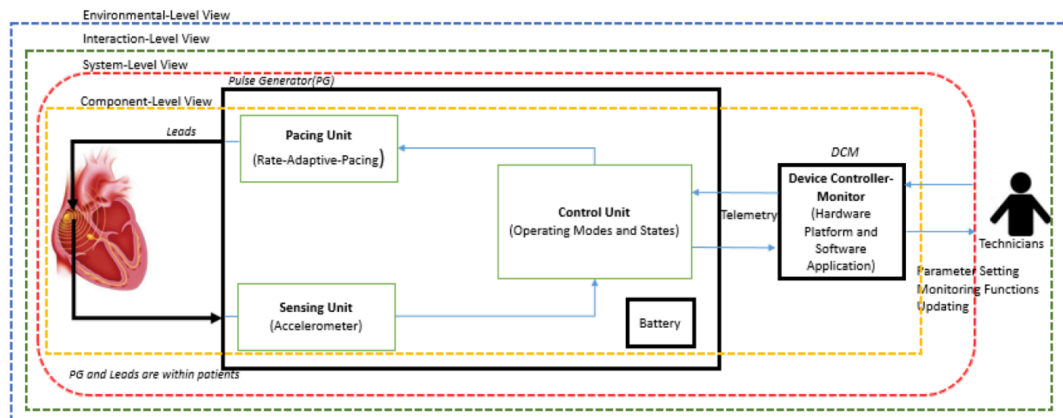 Environmental-Level View
Interaction-Level View
System-Level View
Pulse Generator(PG)
Component-Level View
Leads
Pacing Unit
(Rate-Adaptive-Pacing)
DCM
Device Controller-
Monitor
(Hardware
Platform and
Software
Application)
Control Unit
(Operating Modes and States)
Telemetry
Technicians
Parameter Setting
Monitoring Functions
Updating
Sensing Unit
(Accelerometer)
Battery
PG and Leads are within patients